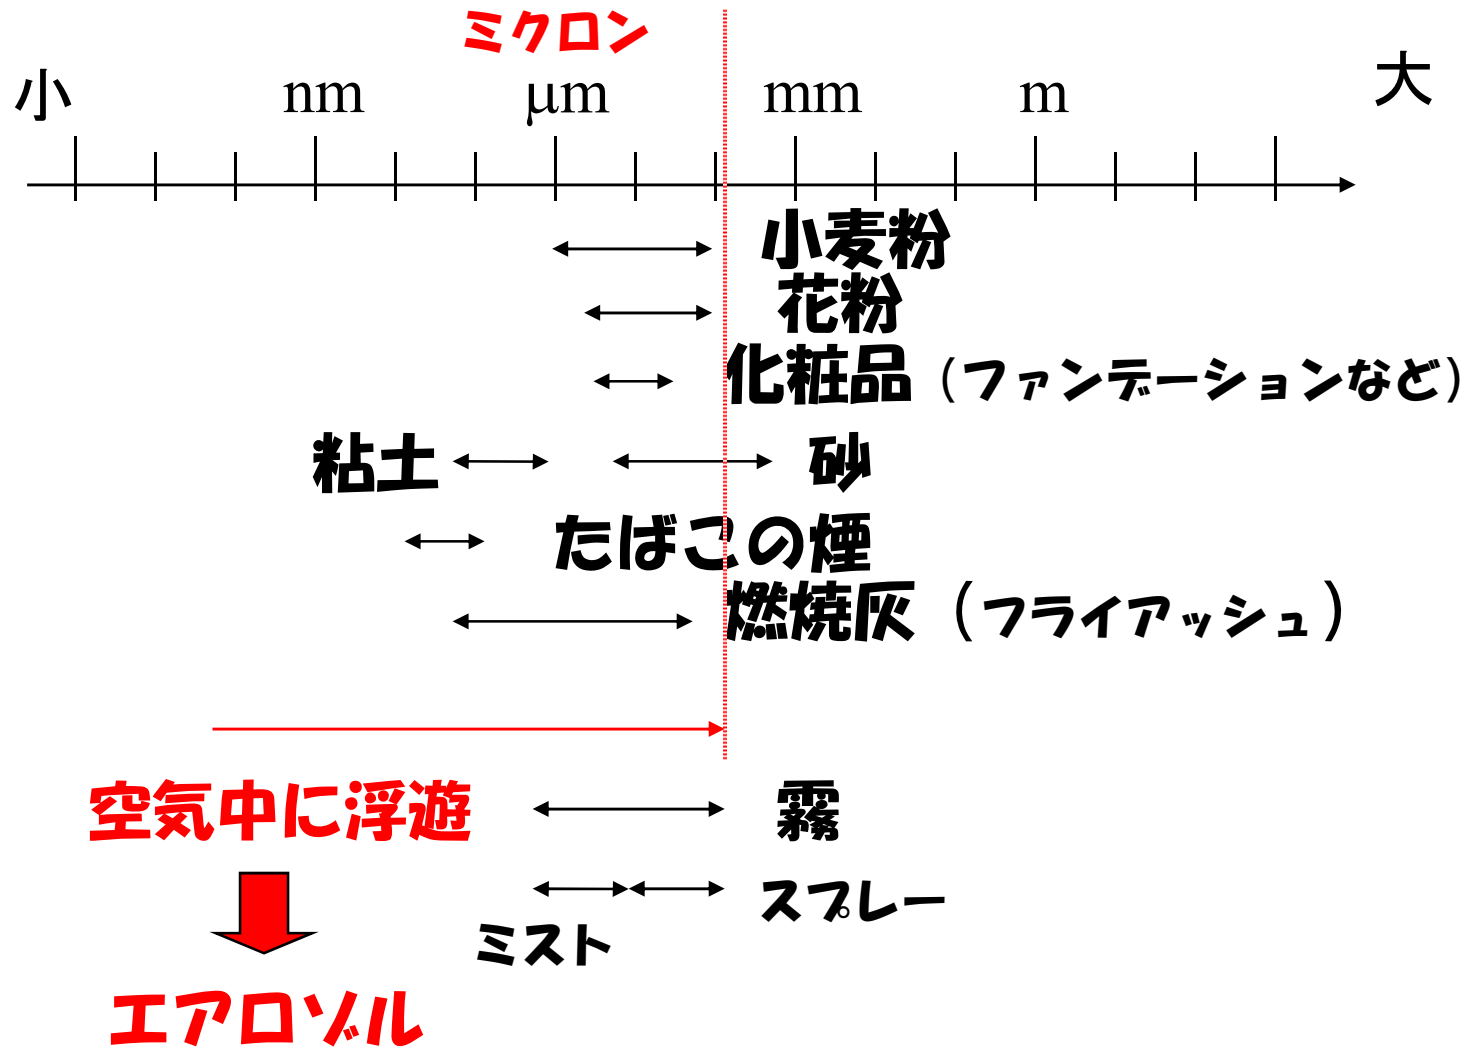 ミクロン
小 nm μm mm m 大
小麦粉
花粉
化粧品（ファンデーションなど）
粘土 砂
たばこの煙
燃焼灰（フライアッシュ）
空気中に浮遊 霧
スプレー
ミスト
エアロゾル